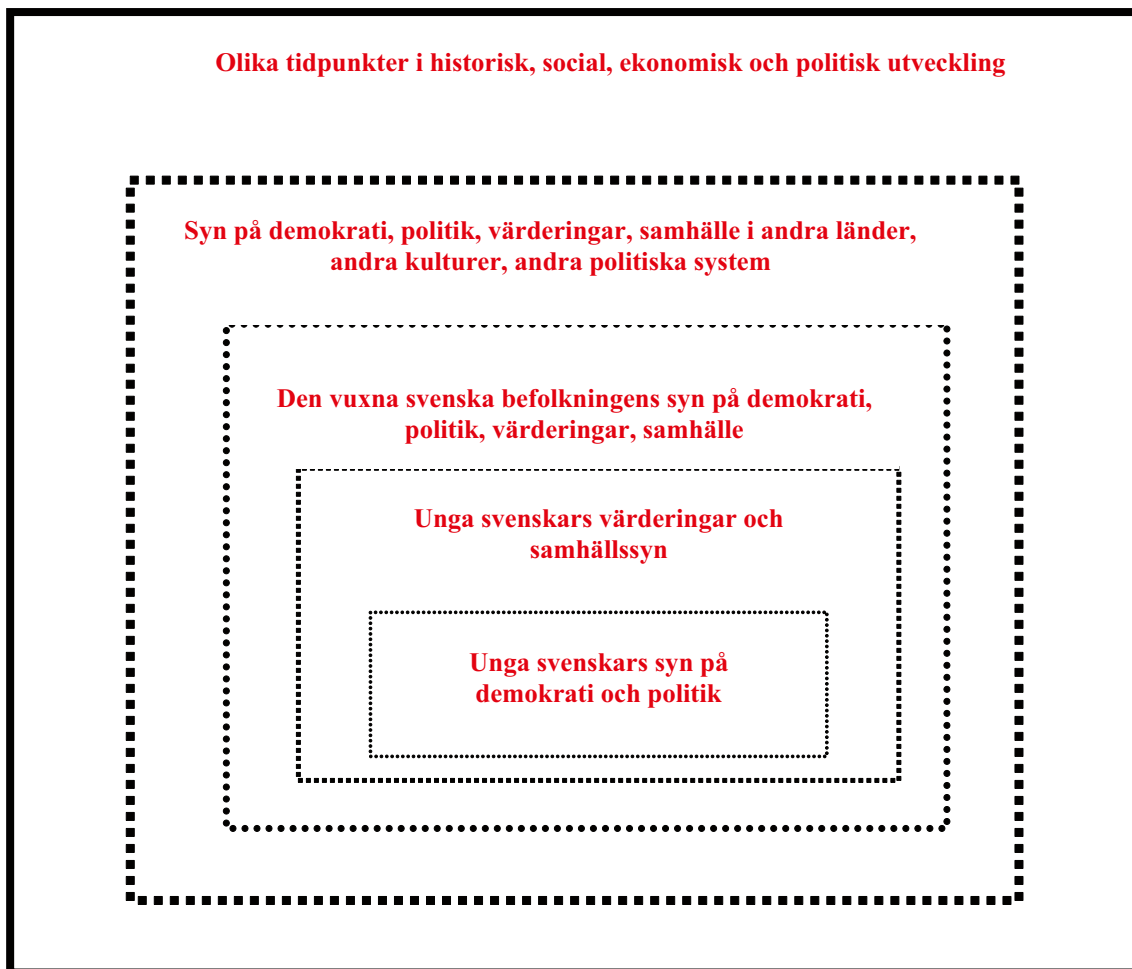 Olika tidpunkter i historisk, social, ekonomisk och politisk utveckling
Syn på demokrati, politik, värderingar, samhälle i andra länder,
andra kulturer, andra politiska system
Den vuxna svenska befolkningens syn på demokrati,
politik, värderingar, samhälle
Unga svenskars värderingar och
samhällssyn
Unga svenskars syn på
demokrati och politik